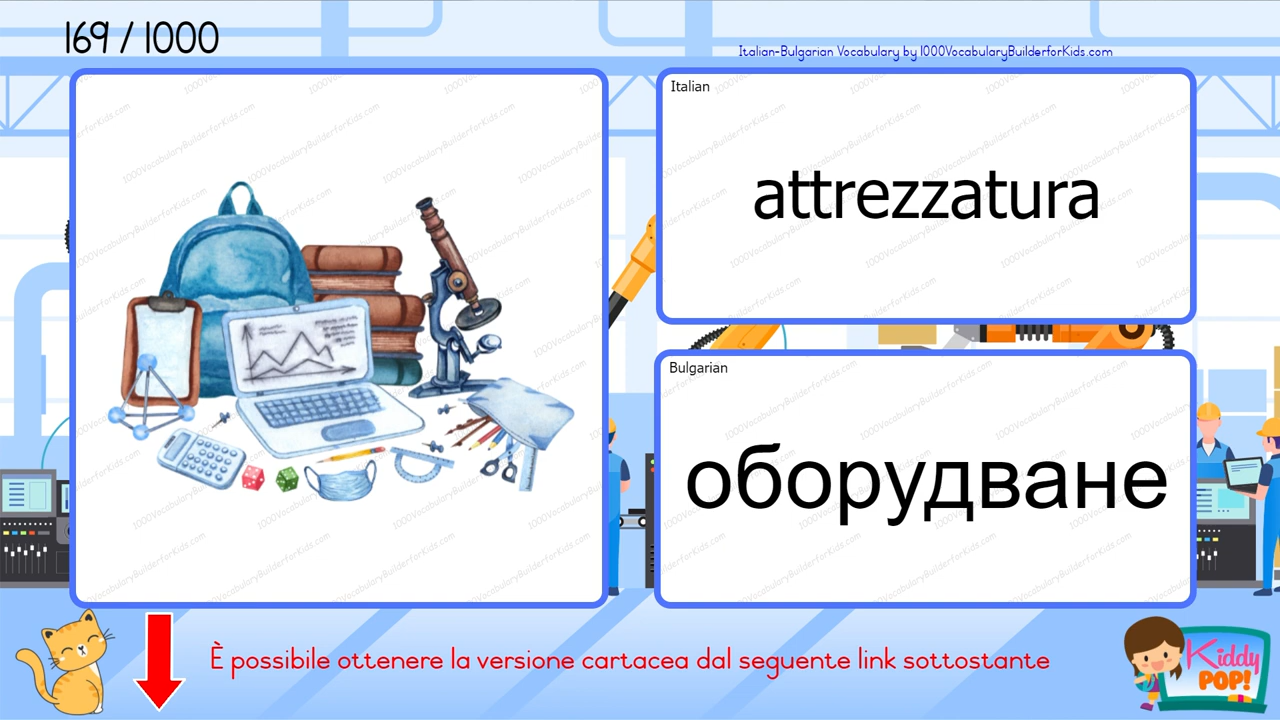 169 / 1000
Italian-Bulgarian Vocabulary by 1000VocabularyBuilderforKids.com
Italian
attrezzatura
Bulgarian
оборудване
È possibile ottenere la versione cartacea dal seguente link sottostante
Kiddy
POP!